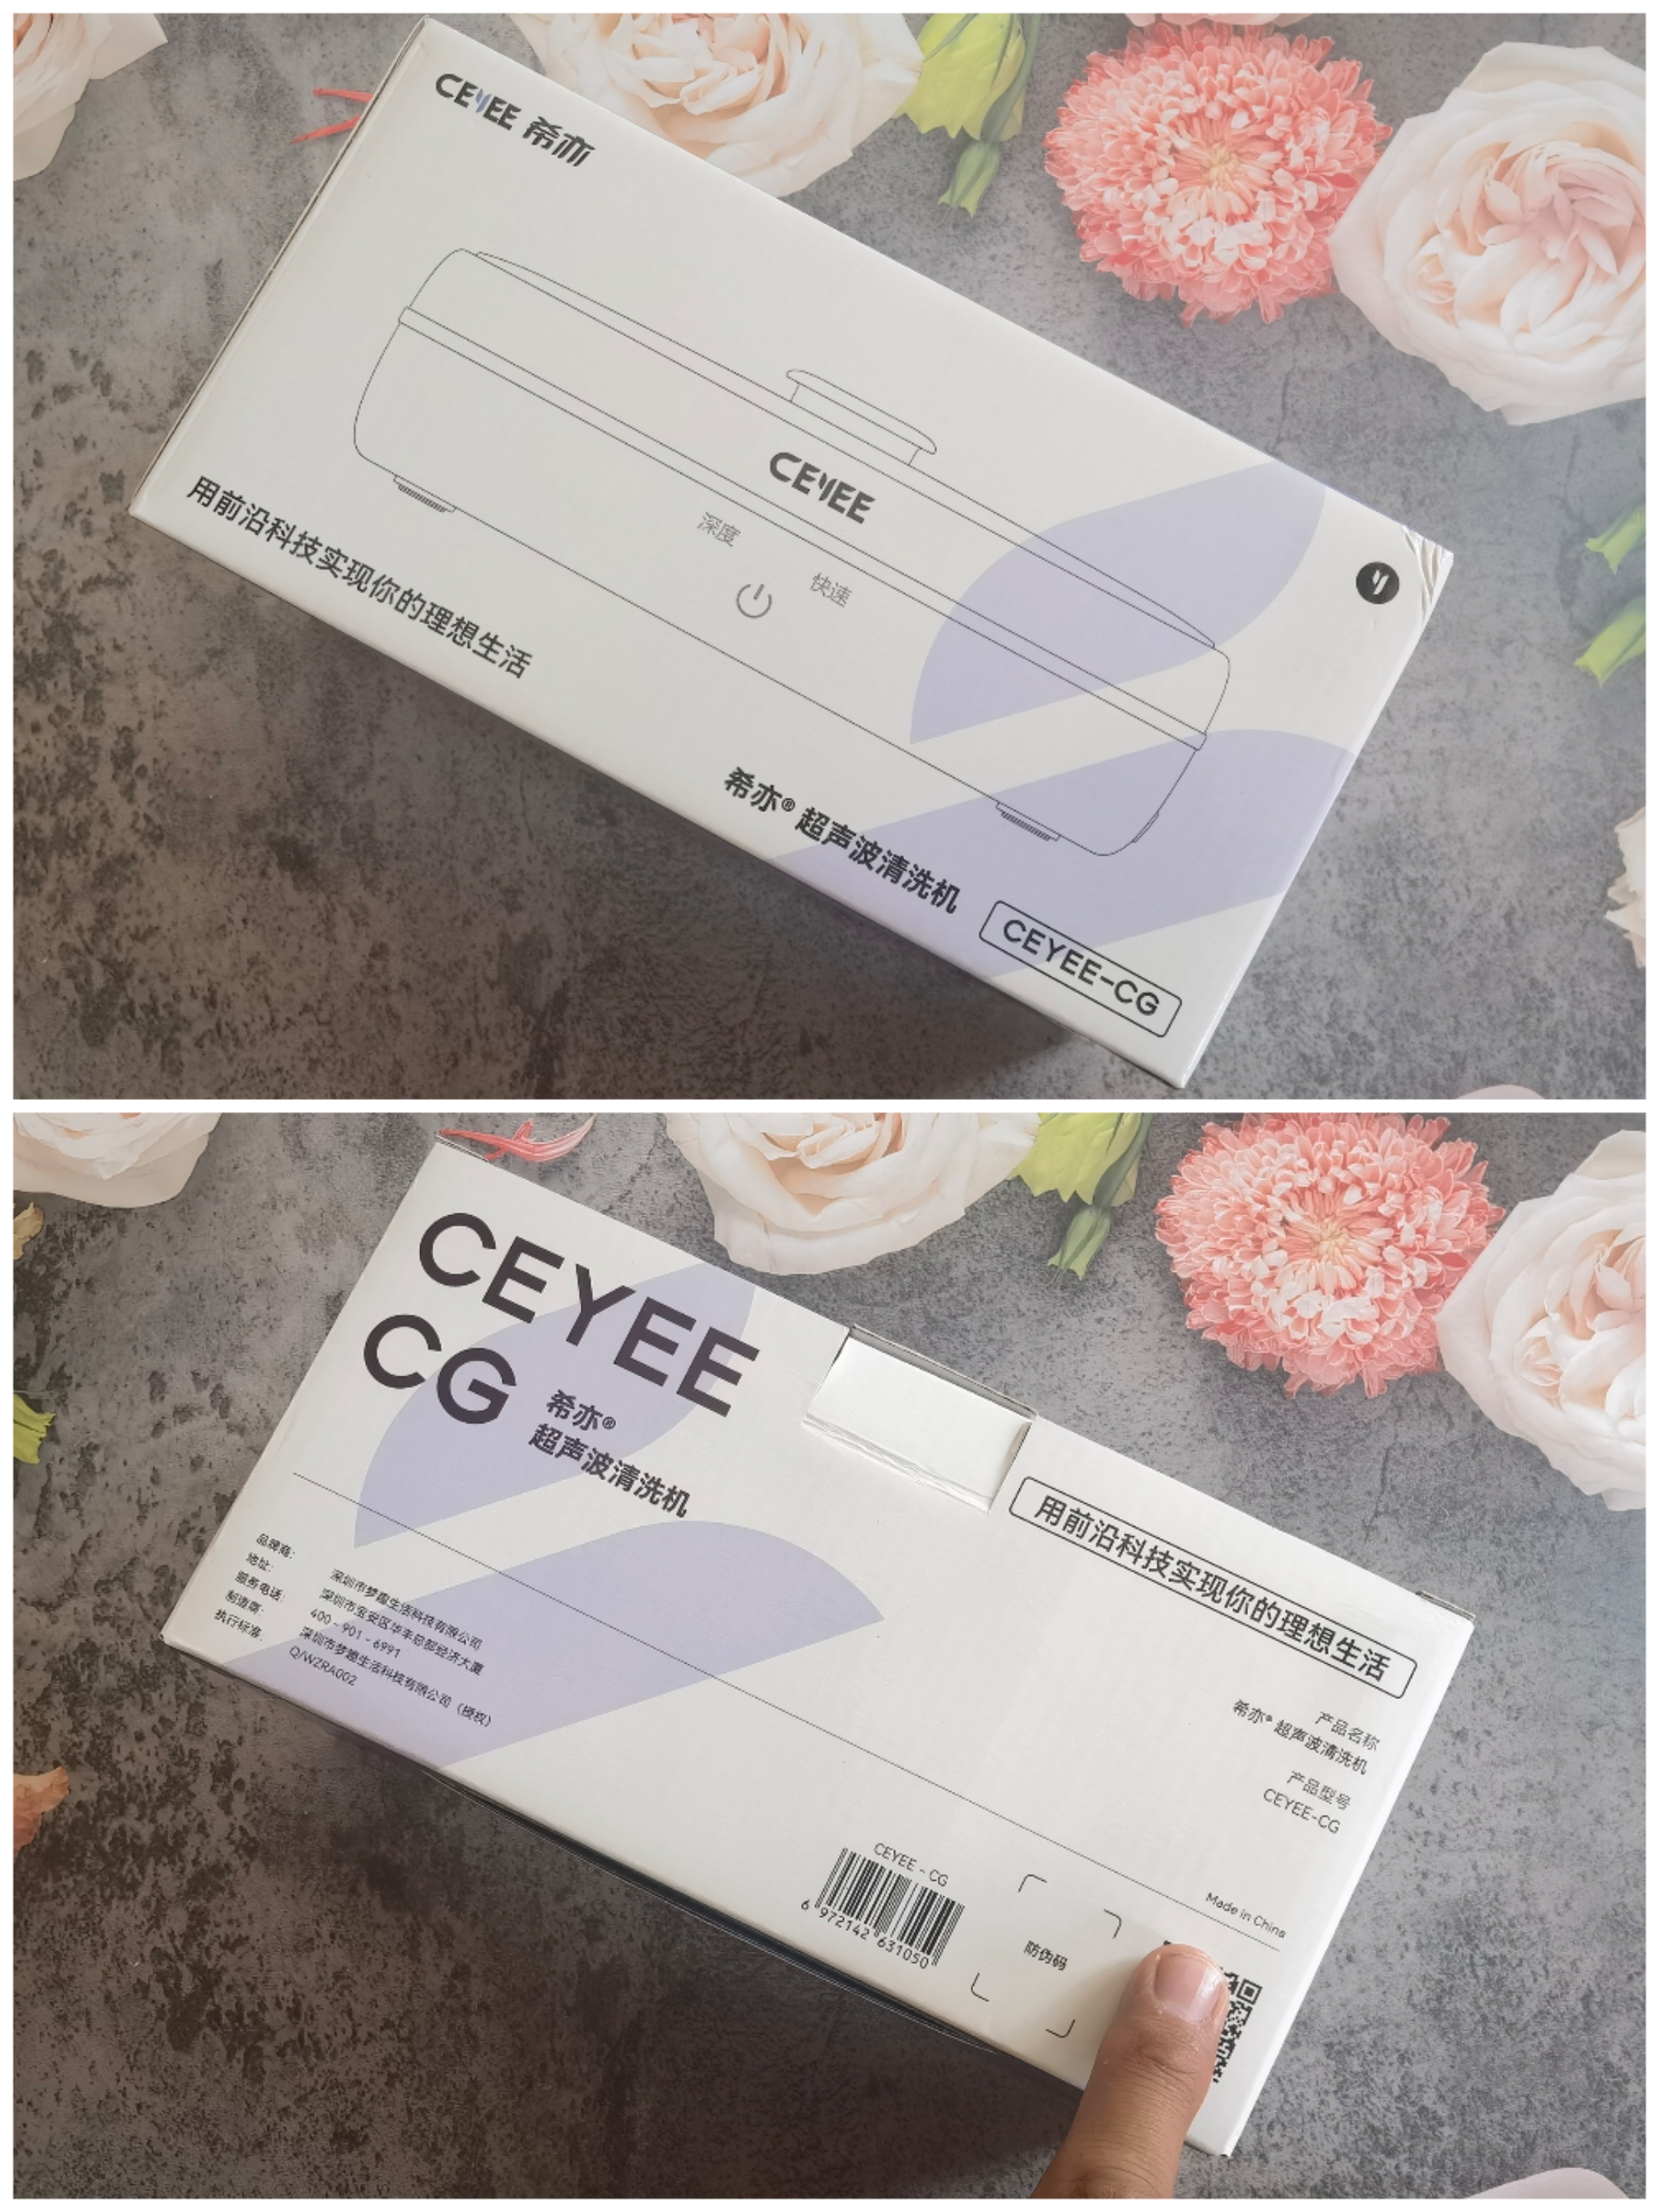 CEYEE 希亦
CEYEE
深度
快速
用前沿科技实现你的理想生活
希亦® 超声波清洗机
CEYEE-CG
CEYEE
CG
希亦®
超声波清洗机
用前沿科技实现你的理想生活
品牌商: 深圳市梦趣生活科技有限公司
地址: 深圳市宝安区华丰总部经济大厦
服务电话: 400-901-6991
制造商: 深圳市梦趣生活科技有限公司（授权）
执行标准: Q/WZRA002
产品名称
希亦® 超声波清洗机
产品型号
CEYEE-CG
Made in China
CEYEE - CG
6 972142 631050
防伪码